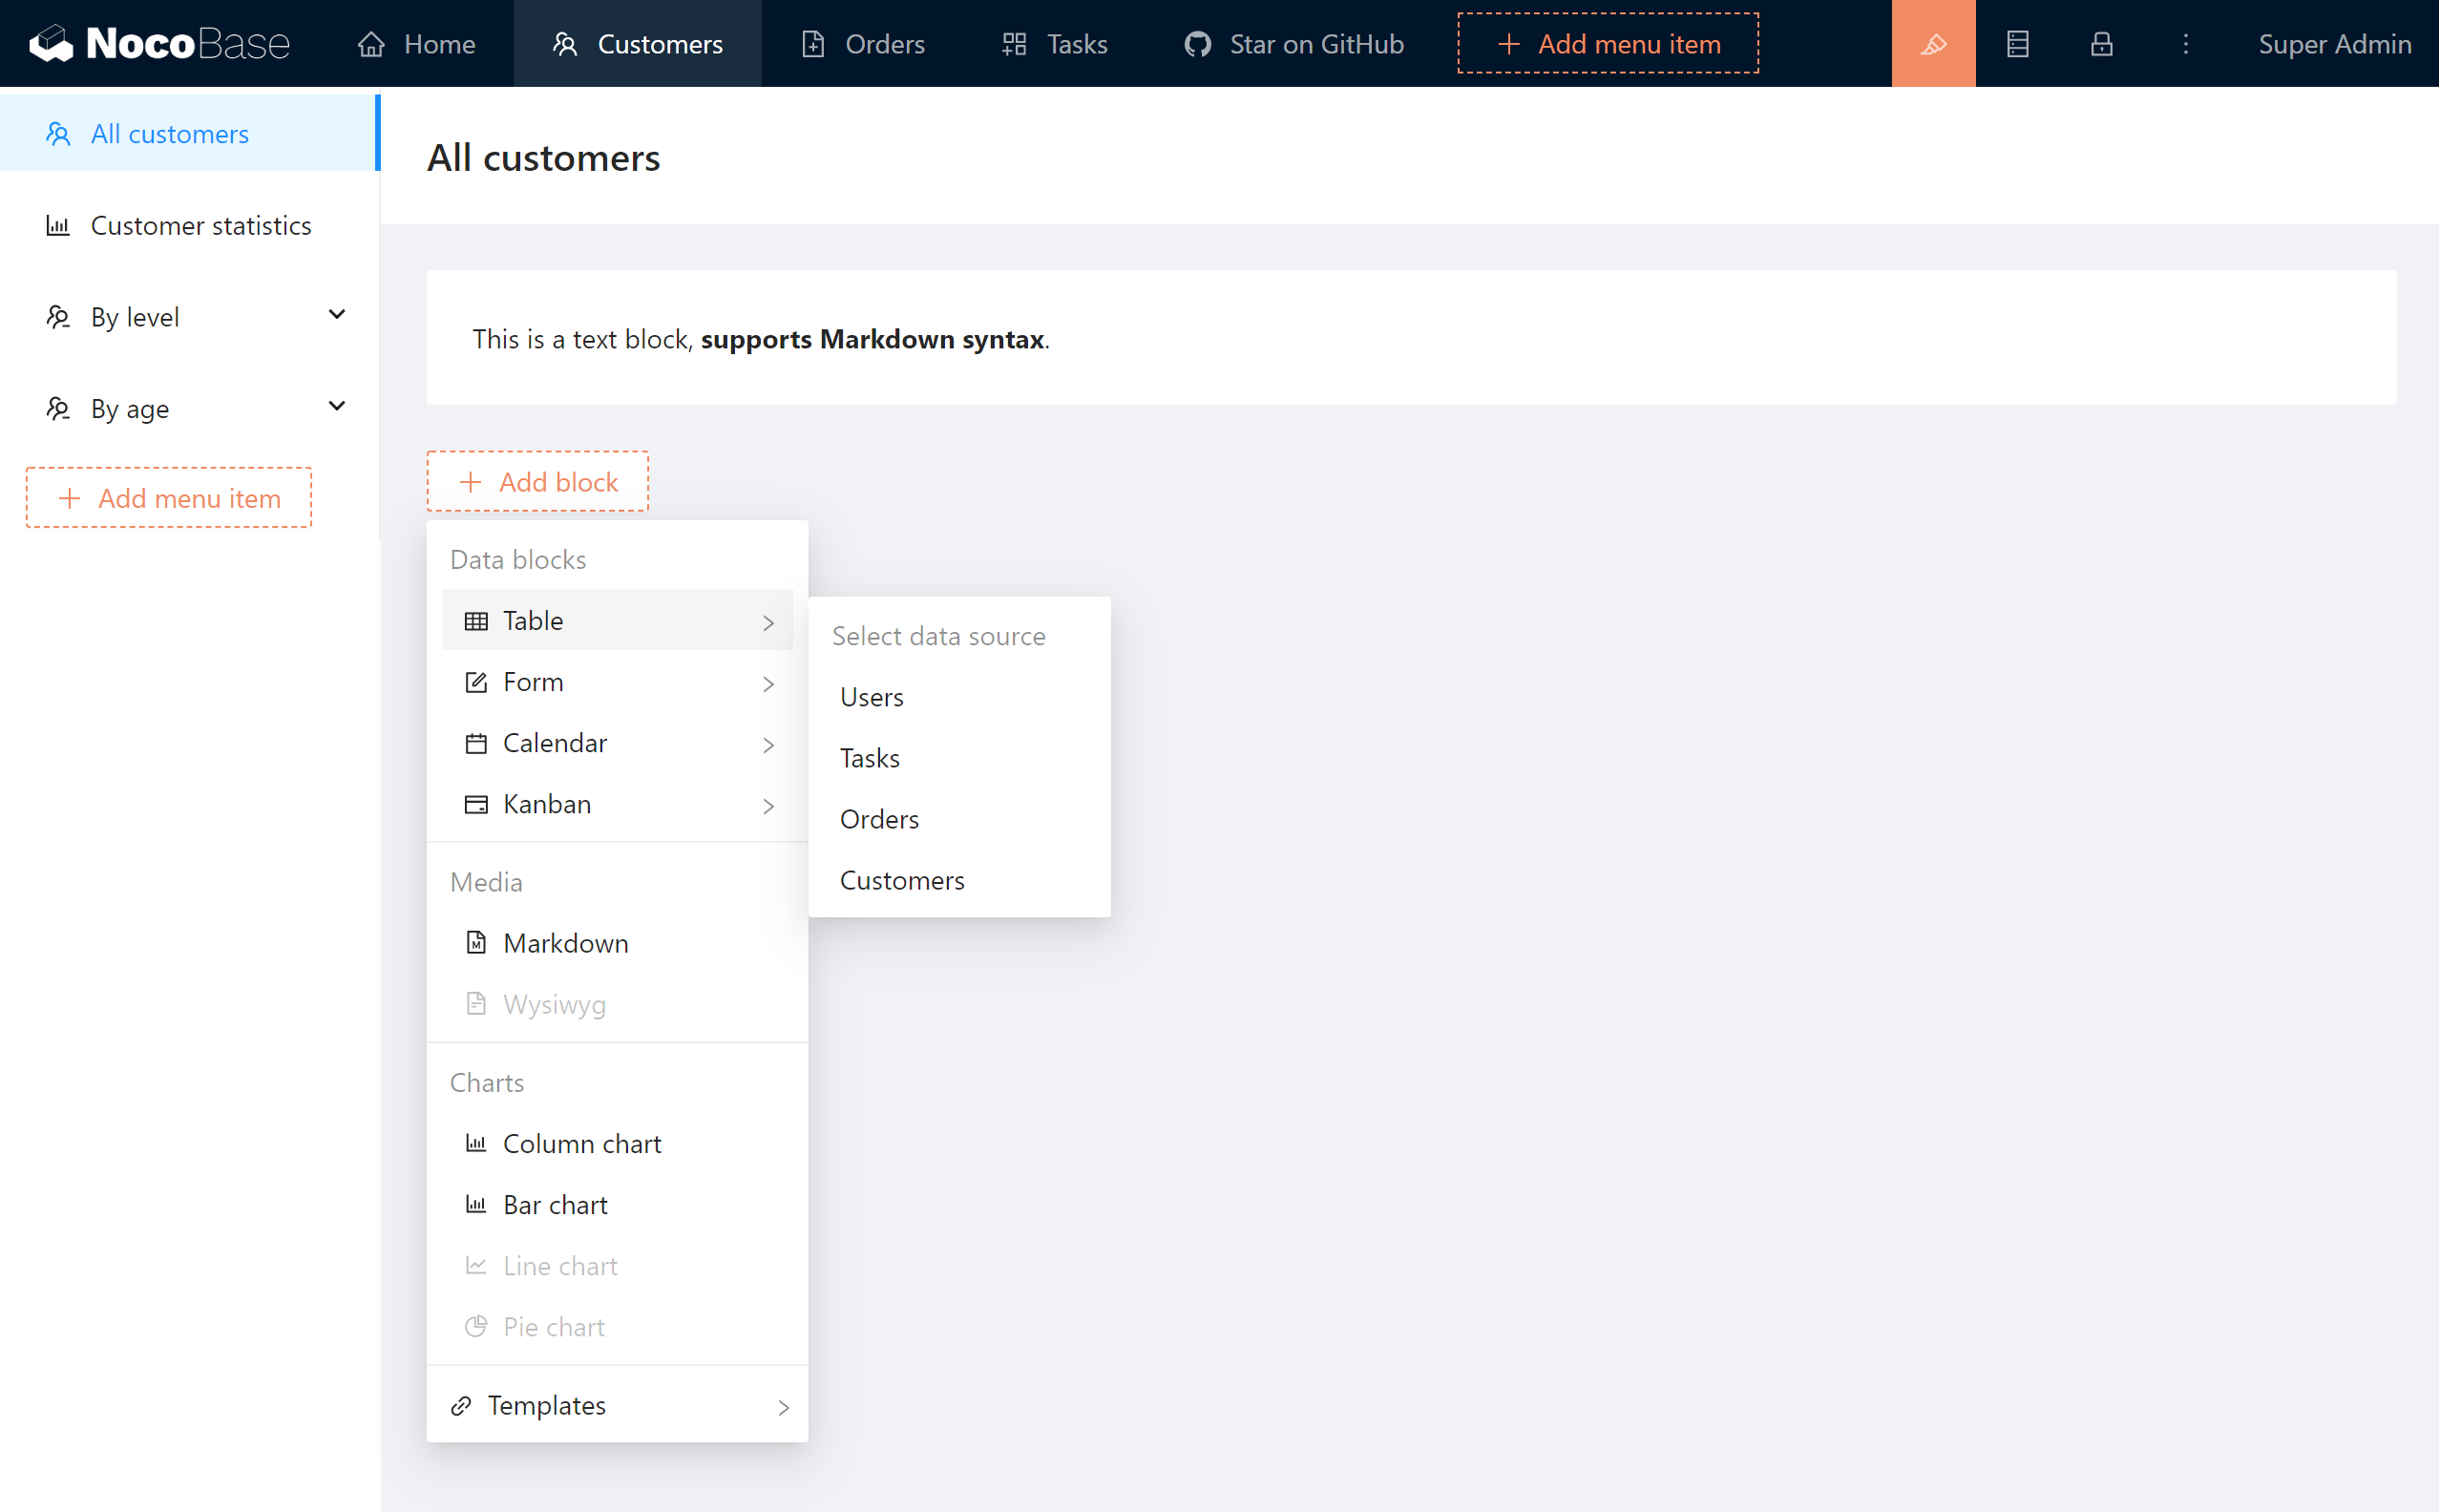 NocoBase
Home
Customers
Orders
Tasks
Star on GitHub
Add menu item
Super Admin
All customers
Customer statistics
By level
By age
Add menu item
All customers
This is a text block, supports Markdown syntax.
Add block
Data blocks
Table
Form
Calendar
Kanban
Media
Markdown
Wysiwyg
Charts
Column chart
Bar chart
Line chart
Pie chart
Templates
Select data source
Users
Tasks
Orders
Customers